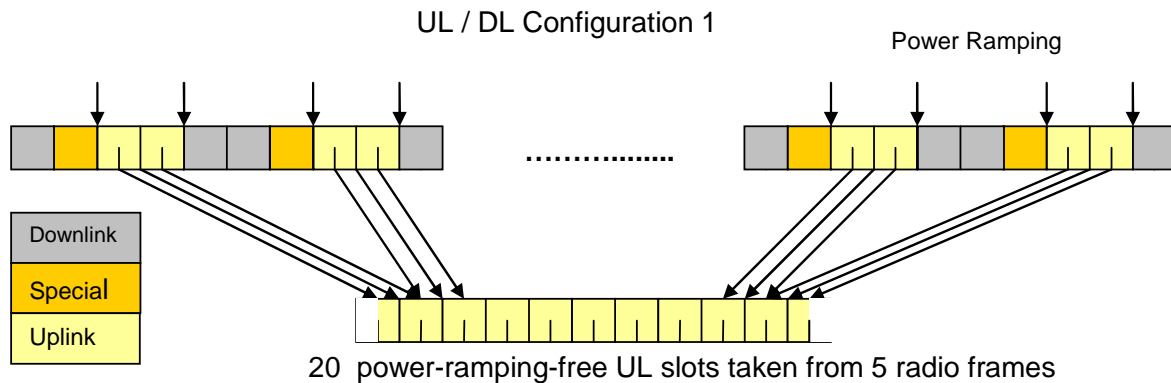 UL / DL Configuration 1
Power Ramping
……….........
Downlink
Special
Uplink
20 power-ramping-free UL slots taken from 5 radio frames